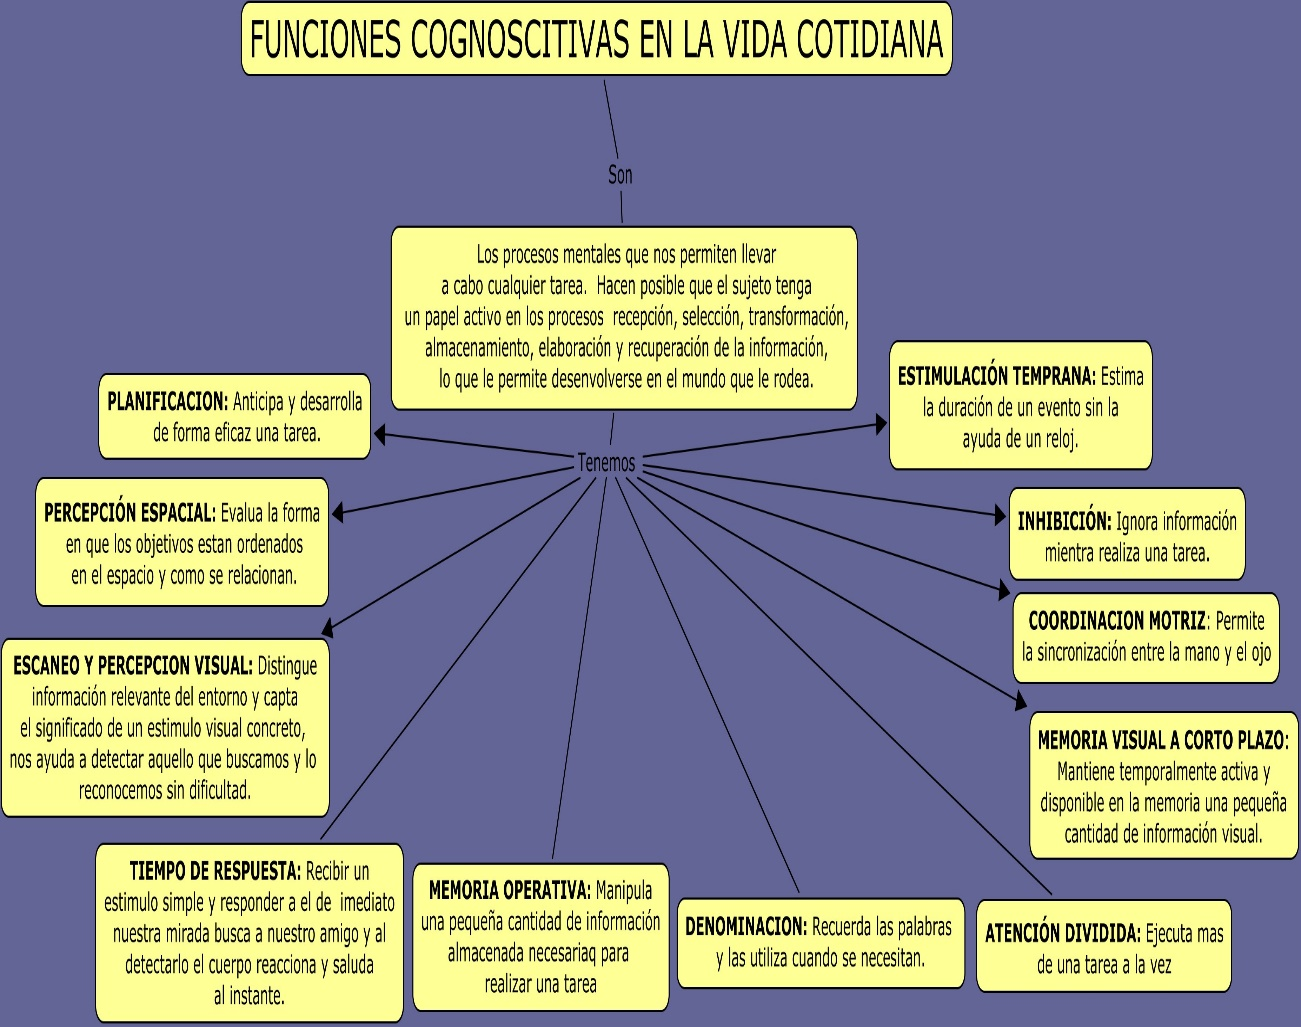 FUNCIONES COGNOSCITIVAS EN LA VIDA COTIDIANA
Son
Los procesos mentales que nos permiten llevar
a cabo cualquier tarea. Hacen posible que el sujeto tenga
un papel activo en los procesos recepción, selección, transformación,
almacenamiento, elaboración y recuperación de la información,
lo que le permite desenvolverse en el mundo que le rodea.
Tenemos
PLANIFICACION: Anticipa y desarrolla
de forma eficaz una tarea.
PERCEPCIÓN ESPACIAL: Evalua la forma
en que los objetivos estan ordenados
en el espacio y como se relacionan.
ESCANEO Y PERCEPCION VISUAL: Distingue
información relevante del entorno y capta
el significado de un estimulo visual concreto,
nos ayuda a detectar aquello que buscamos y lo
reconocemos sin dificultad.
TIEMPO DE RESPUESTA: Recibir un
estimulo simple y responder a el de imediato
nuestra mirada busca a nuestro amigo y al
detectarlo el cuerpo reacciona y saluda
al instante.
MEMORIA OPERATIVA: Manipula
una pequeña cantidad de información
almacenada necesariaq para
realizar una tarea
DENOMINACION: Recuerda las palabras
y las utiliza cuando se necesitan.
ATENCIÓN DIVIDIDA: Ejecuta mas
de una tarea a la vez
MEMORIA VISUAL A CORTO PLAZO:
Mantiene temporalmente activa y
disponible en la memoria una pequeña
cantidad de información visual.
COORDINACION MOTRIZ: Permite
la sincronización entre la mano y el ojo
INHIBICIÓN: Ignora información
mientra realiza una tarea.
ESTIMULACIÓN TEMPRANA: Estima
la duración de un evento sin la
ayuda de un reloj.